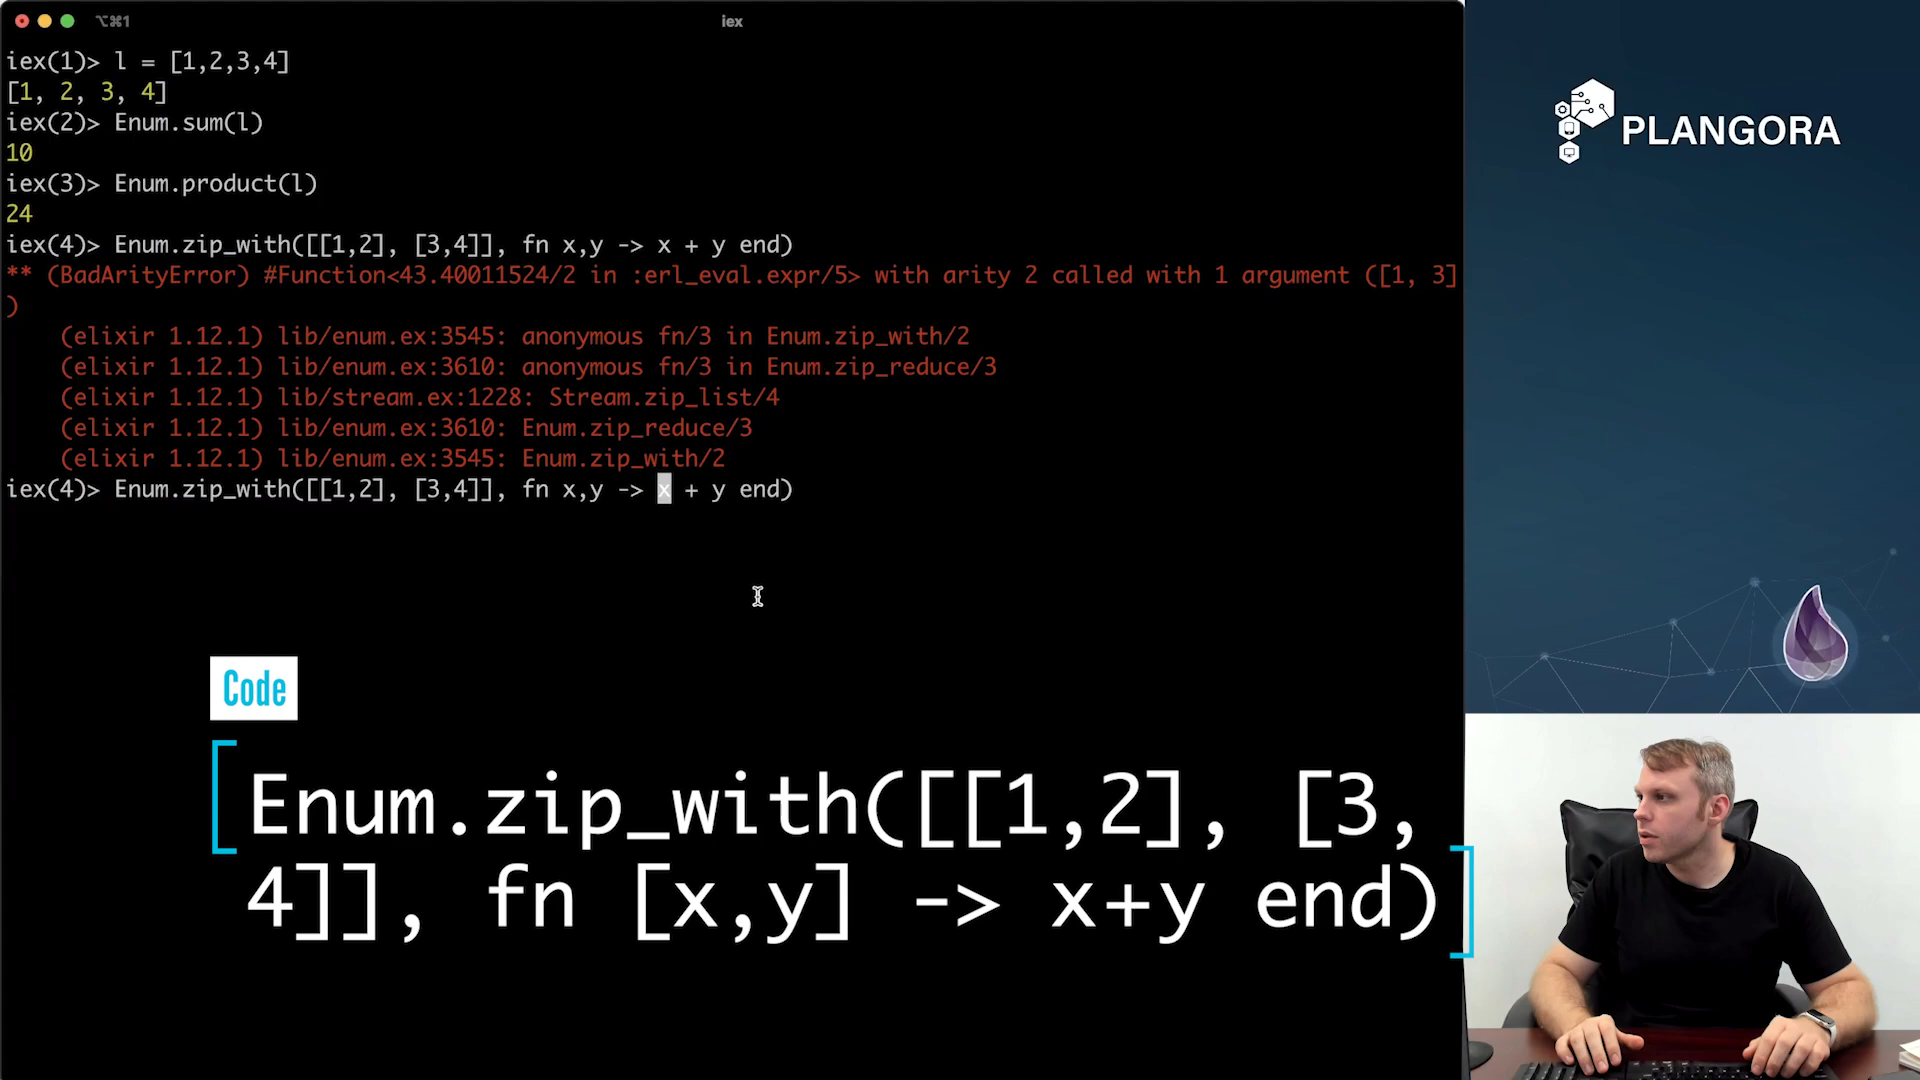 ⌥⌘1
iex
iex(1)> l = [1,2,3,4]
[1, 2, 3, 4]
iex(2)> Enum.sum(l)
10
iex(3)> Enum.product(l)
24
iex(4)> Enum.zip_with([[1,2], [3,4]], fn x,y -> x + y end)
** (BadArityError) #Function<43.40011524/2 in :erl_eval.expr/5> with arity 2 called with 1 argument ([1, 3]
)
(elixir 1.12.1) lib/enum.ex:3545: anonymous fn/3 in Enum.zip_with/2
(elixir 1.12.1) lib/enum.ex:3610: anonymous fn/3 in Enum.zip_reduce/3
(elixir 1.12.1) lib/stream.ex:1228: Stream.zip_list/4
(elixir 1.12.1) lib/enum.ex:3610: Enum.zip_reduce/3
(elixir 1.12.1) lib/enum.ex:3545: Enum.zip_with/2
iex(4)> Enum.zip_with([[1,2], [3,4]], fn x,y -> x + y end)
Code
Enum.zip_with([[1,2], [3,
4]], fn [x,y] -> x+y end)
PLANGORA